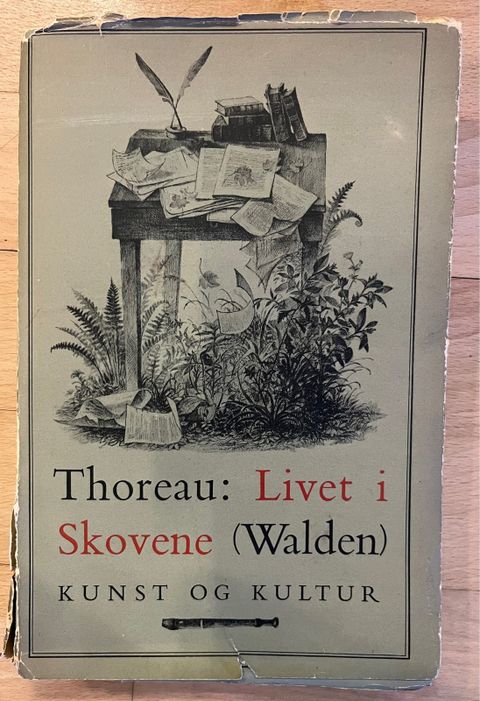 Thoreau: Livet i
Skovene (Walden)
KUNST OG KULTUR